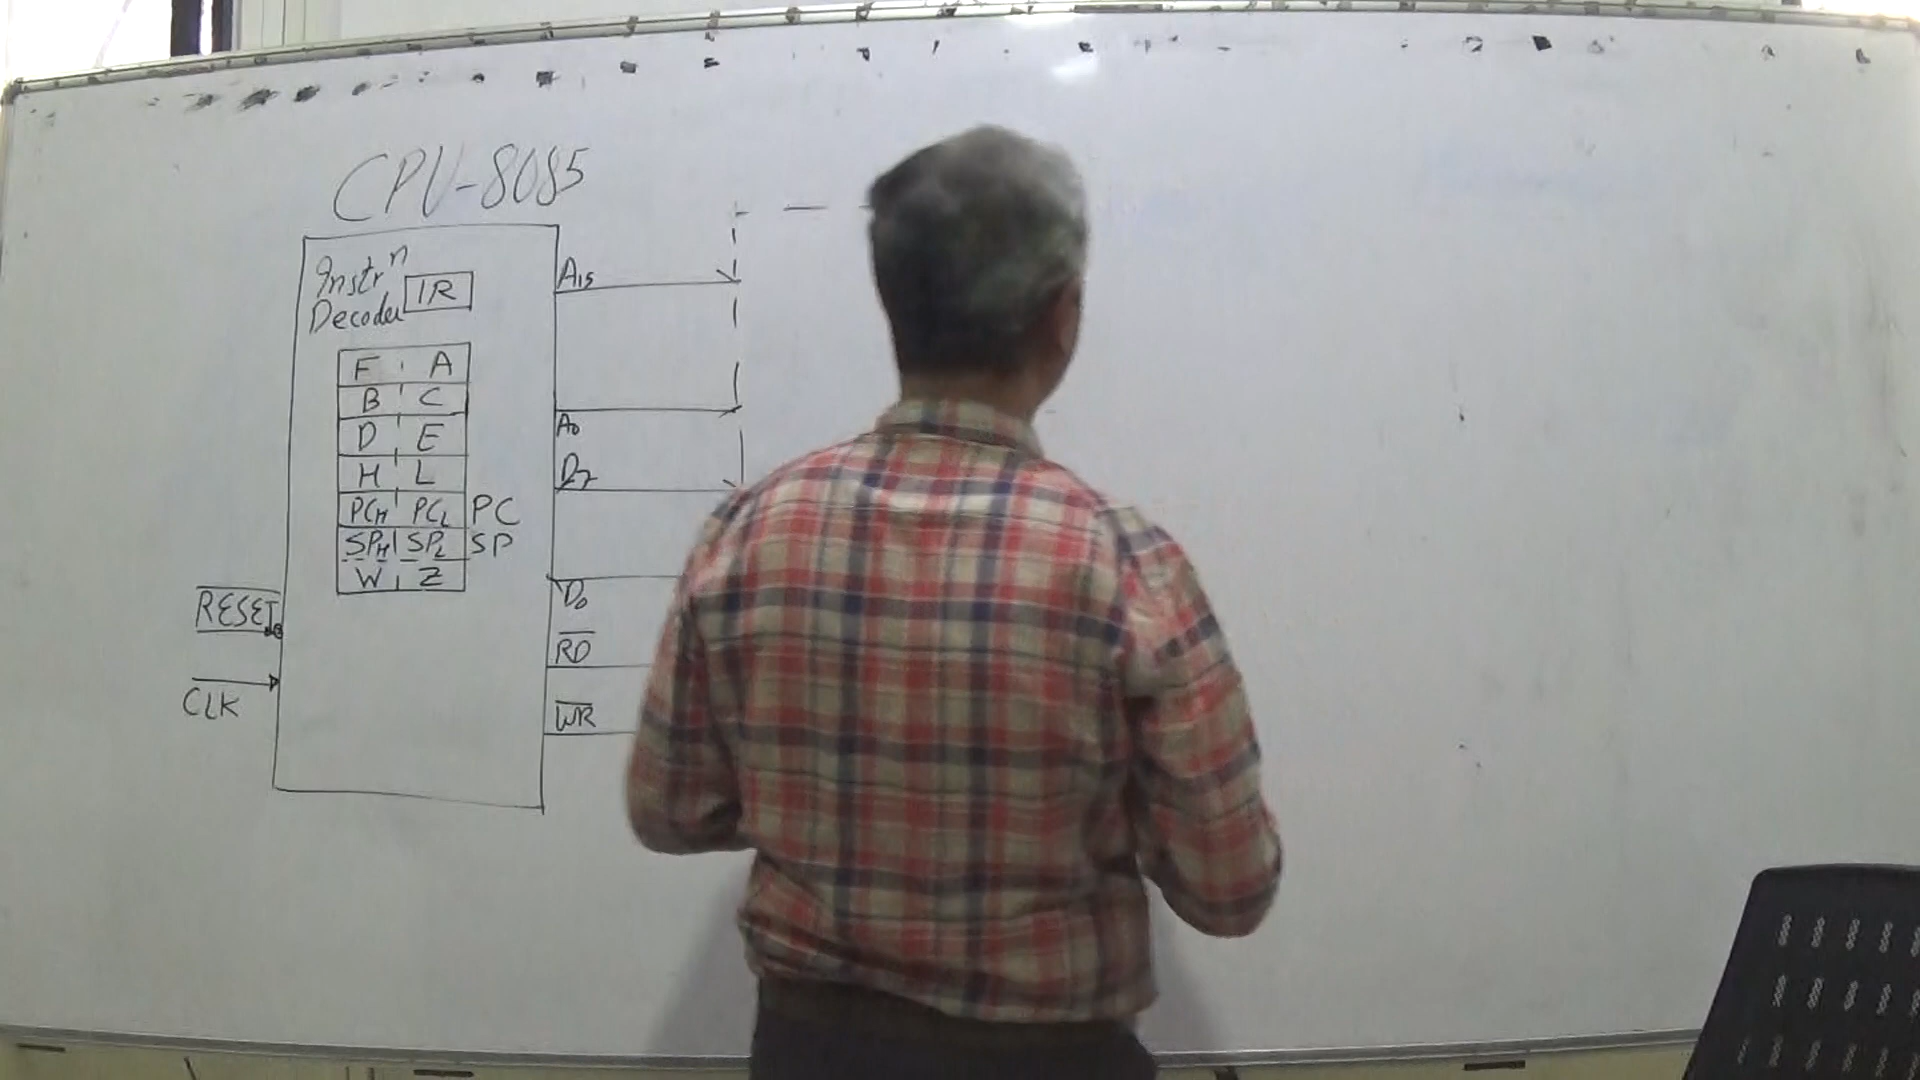 CPU-8085
Instrⁿ
Decoder IR
A₁₅
F A
B C
A₀
D E
H L
D₇
PCH PCL PC
SPH SPL SP
W Z
D₀
RESET
RD
CLK
WR